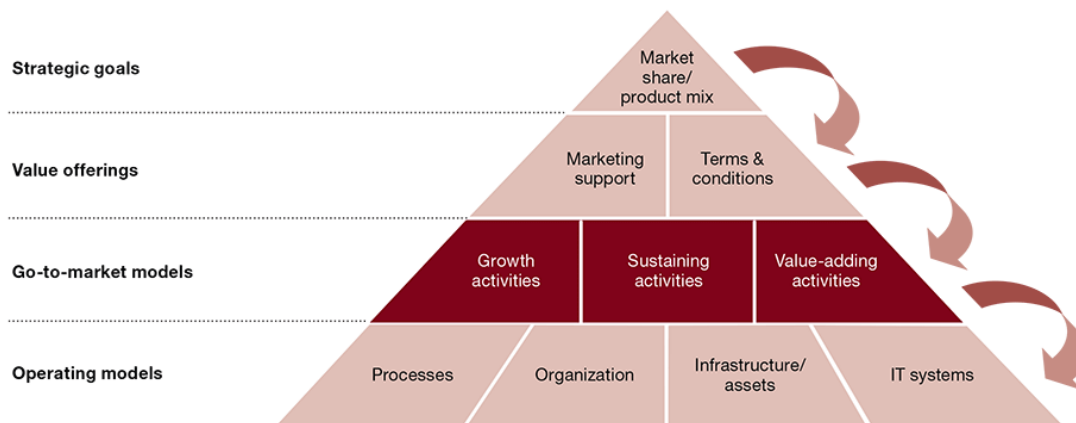 Strategic goals
Market
share/
product mix
Value offerings
Marketing
support
Terms &
conditions
Go-to-market models
Growth
activities
Sustaining
activities
Value-adding
activities
Operating models
Processes
Organization
Infrastructure/
assets
IT systems